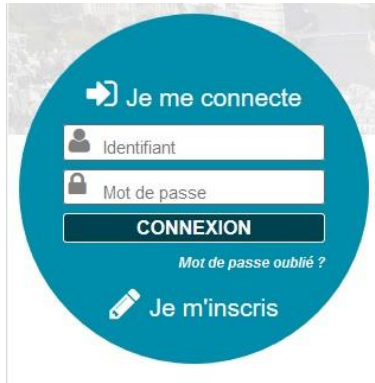 Je me connecte
Identifiant
Mot de passe
CONNEXION
Mot de passe oublié ?
Je m'inscris